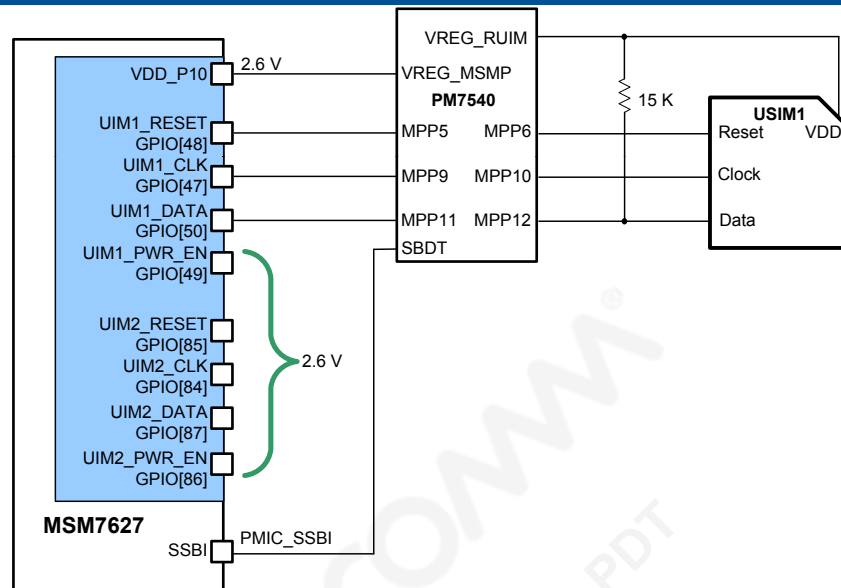 VDD_P10
2.6 V
UIM1_RESET
GPIO[48]
UIM1_CLK
GPIO[47]
UIM1_DATA
GPIO[50]
UIM1_PWR_EN
GPIO[49]
UIM2_RESET
GPIO[85]
UIM2_CLK
GPIO[84]
UIM2_DATA
GPIO[87]
UIM2_PWR_EN
GPIO[86]
2.6 V
MSM7627
SSBI
PMIC_SSBI
VREG_RUIM
VREG_MSMP
PM7540
MPP5 MPP6
MPP9 MPP10
MPP11 MPP12
SBDT
15 K
USIM1
Reset VDD
Clock
Data
COMM
PDT